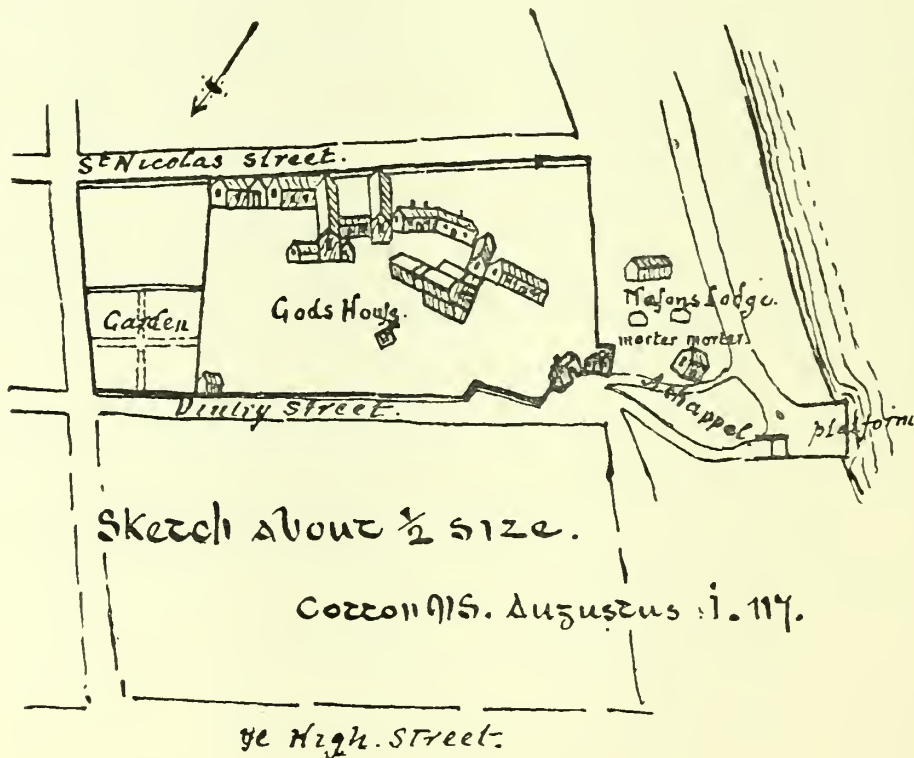 St Nicolas Street.
Garden
Gods House.
Masons Lodge.
morter morter
A chappel
platform
Vintry Street.
Sketch about ½ size.
Cotton MS. Augustus i. 117.
ye High. Street.